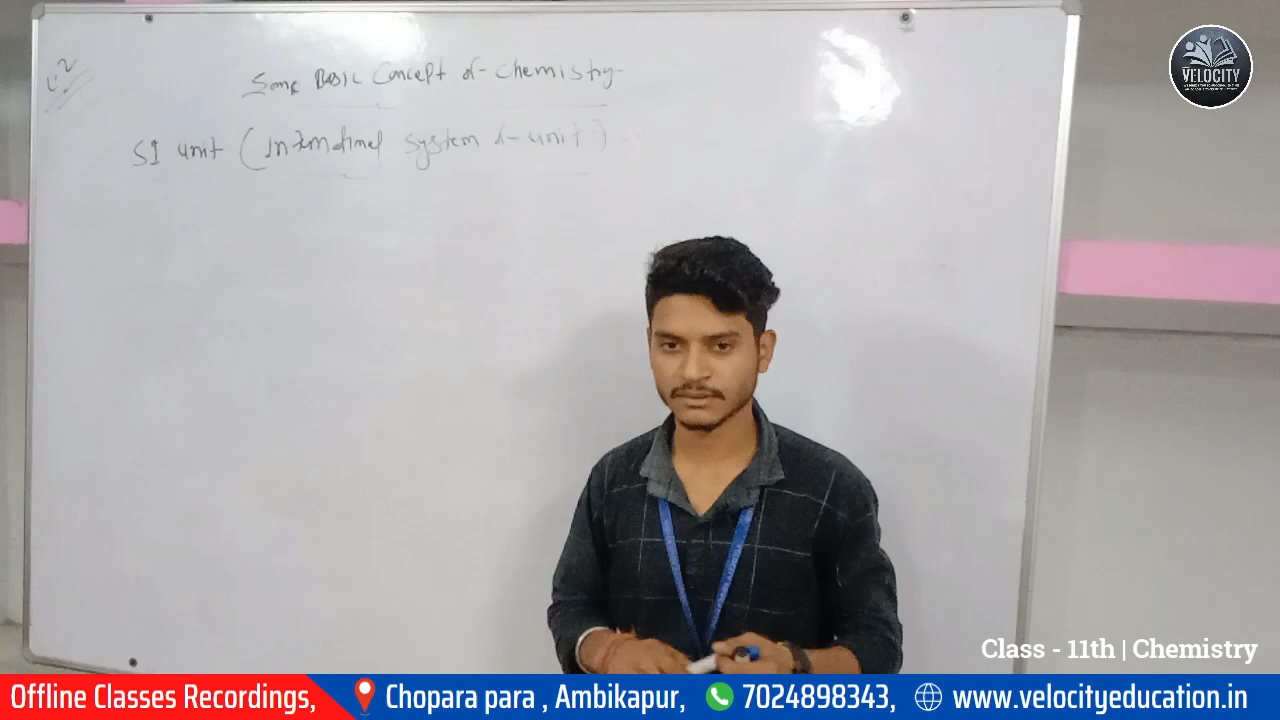 L-2
Some Basic Concept of Chemistry
SI unit (International system of unit)
VELOCITY
Class - 11th | Chemistry
Offline Classes Recordings, Chopara para , Ambikapur, 7024898343, www.velocityeducation.in